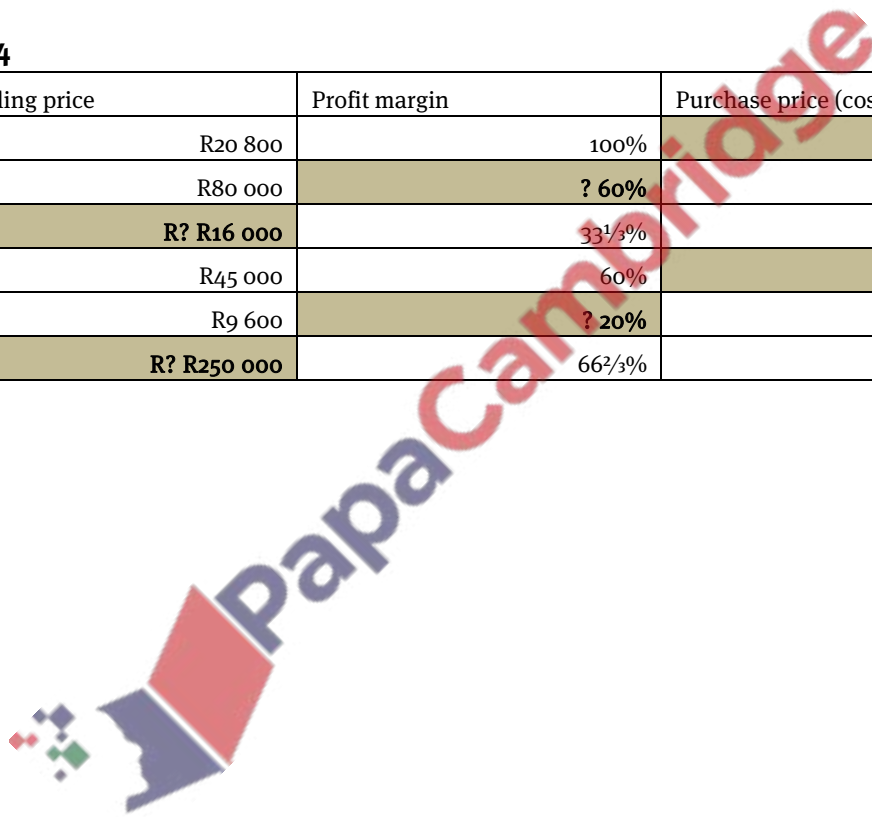 4
ling price Profit margin Purchase price (cos
R20 800 100%
R80 000 ? 60%
R? R16 000 33⅓%
R45 000 60%
R9 600 ? 20%
R? R250 000 66⅔%
PapaCambridge